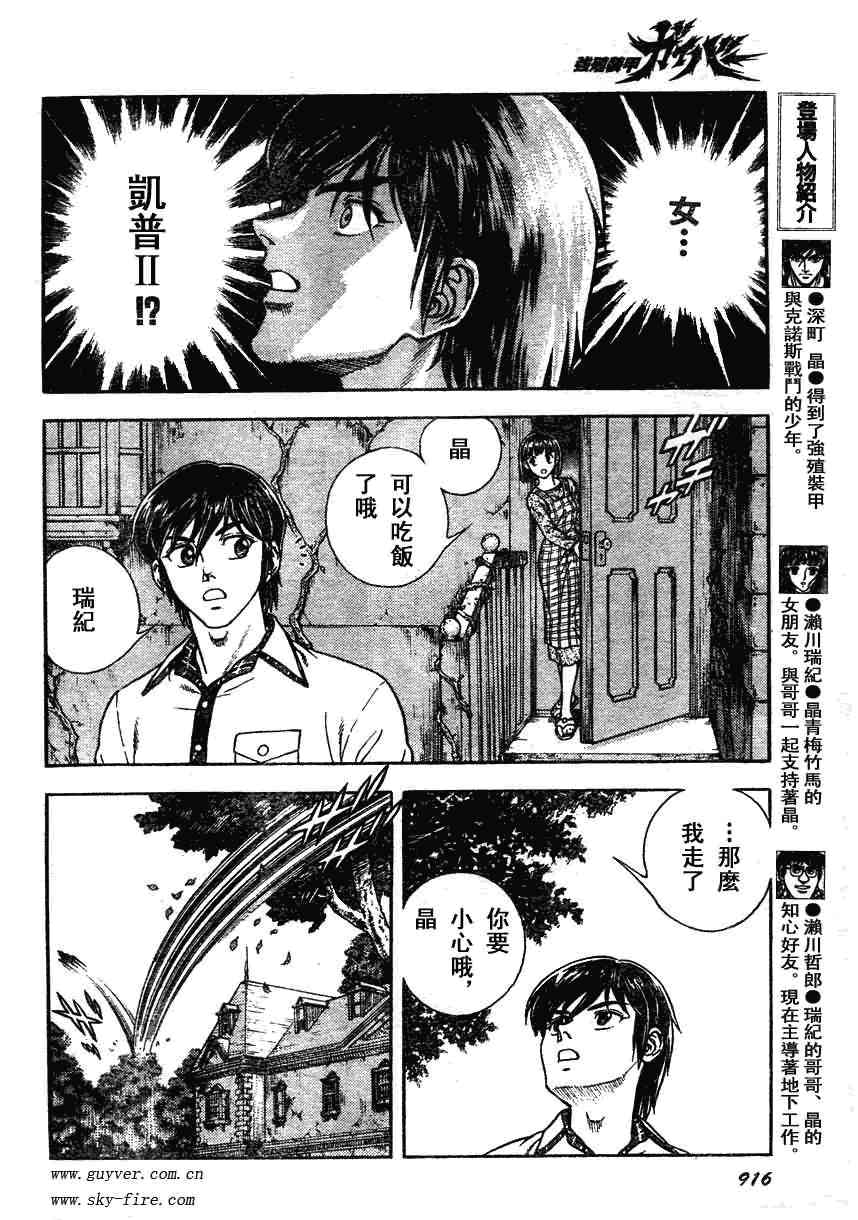 強殖装甲
ガイバー
女…
凱普Ⅱ!?
晶
可以吃飯
了哦
瑞紀
…那麼
我走了
你要
小心哦，
晶
登場人物紹介
●深町 晶●得到了強殖裝甲
與克諾斯戰鬥的少年。
●瀨川瑞紀●晶青梅竹馬的
女朋友。與哥哥一起支持著晶。
●瀨川哲郎●瑞紀的哥哥、晶的
知心好友。現在主導著地下工作。
www.guyver.com.cn
www.sky-fire.com
916